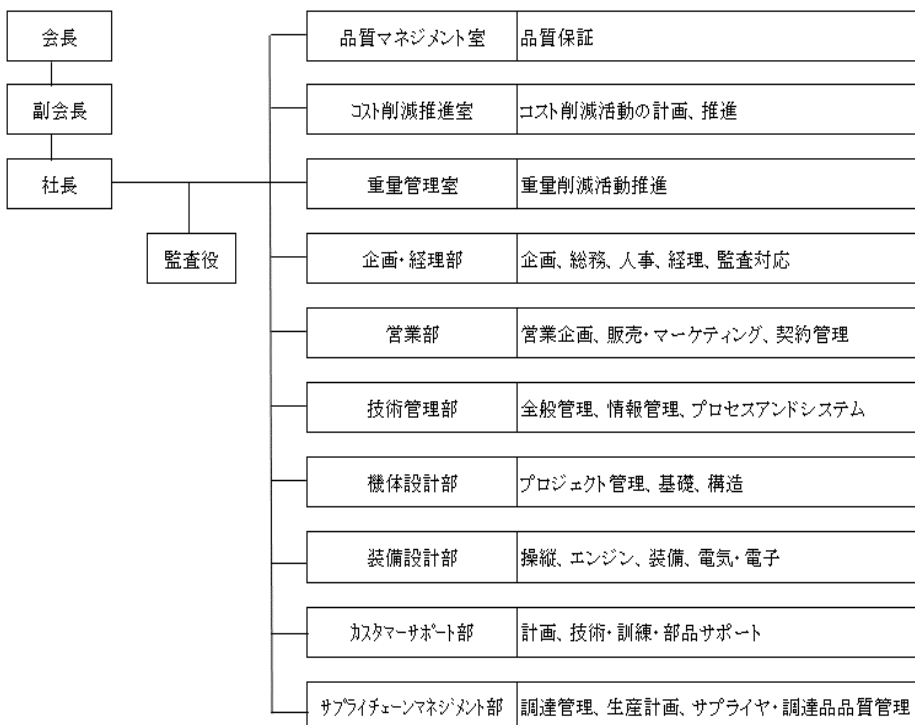 会長
副会長
社長
監査役
品質マネジメント室 品質保証
コスト削減推進室 コスト削減活動の計画、推進
重量管理室 重量削減活動推進
企画・経理部 企画、総務、人事、経理、監査対応
営業部 営業企画、販売・マーケティング、契約管理
技術管理部 全般管理、情報管理、プロセスアンドシステム
機体設計部 プロジェクト管理、基礎、構造
装備設計部 操縦、エンジン、装備、電気・電子
カスタマーサポート部 計画、技術・訓練・部品サポート
サプライチェーンマネジメント部 調達管理、生産計画、サプライヤ・調達品品質管理